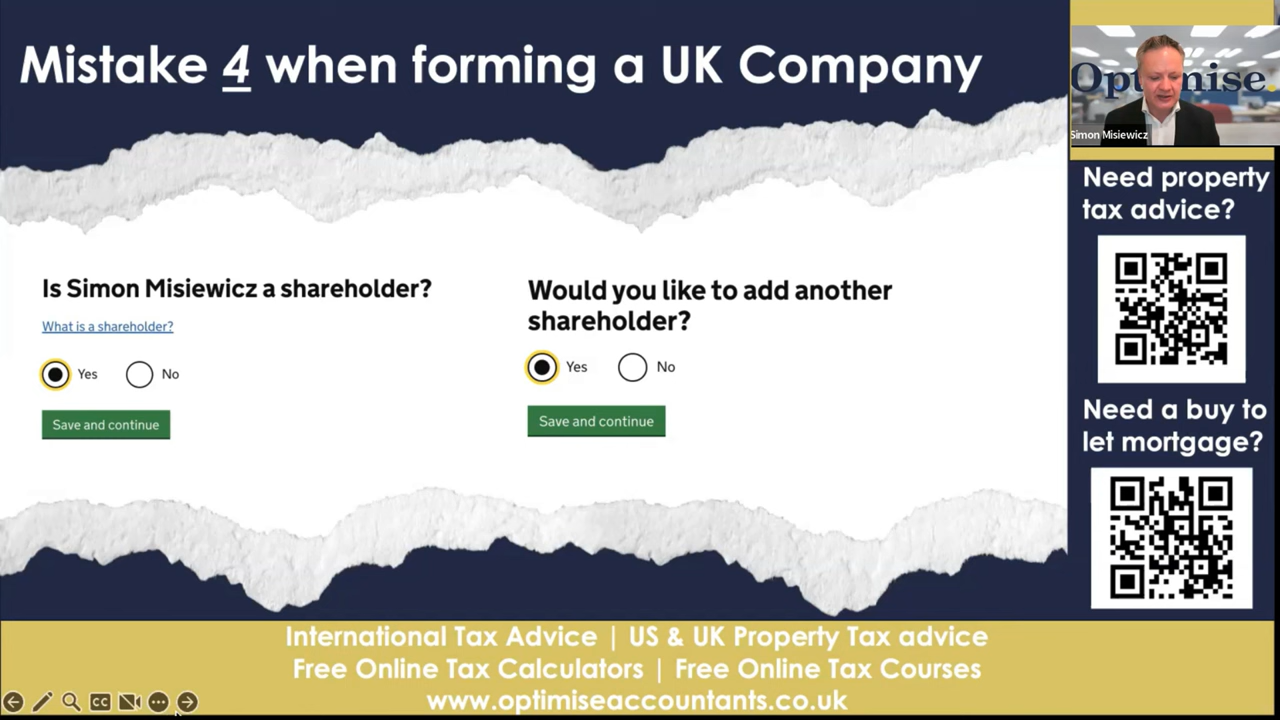 Mistake 4 when forming a UK Company
Optimise.
Simon Misiewicz
Need property
tax advice?
Is Simon Misiewicz a shareholder?
What is a shareholder?
Yes
No
Save and continue
Would you like to add another
shareholder?
Yes
No
Save and continue
Need a buy to
let mortgage?
International Tax Advice | US & UK Property Tax advice
Free Online Tax Calculators | Free Online Tax Courses
www.optimiseaccountants.co.uk
CC